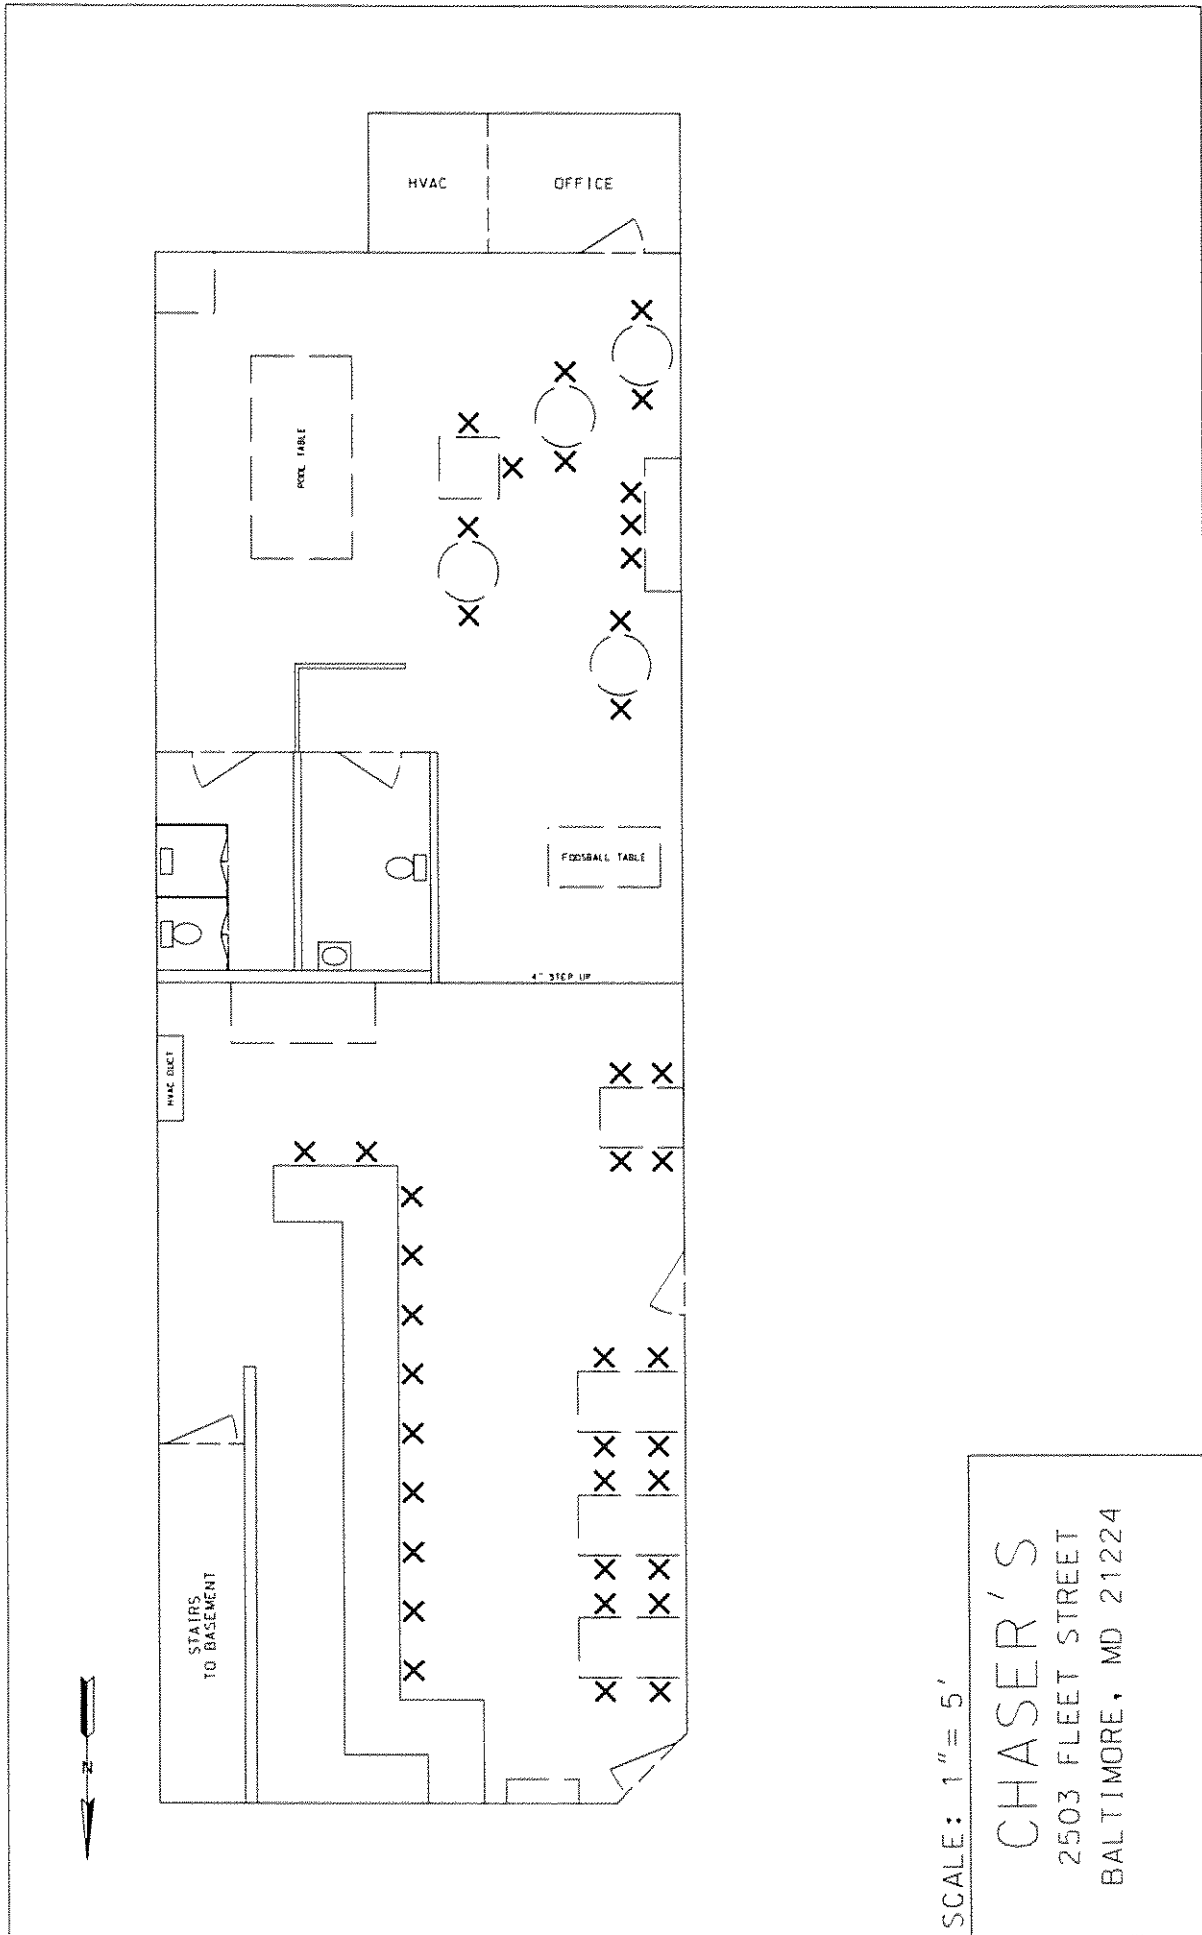 HVAC
OFFICE
POOL TABLE
FOOSBALL TABLE
4" STEP UP
HVAC DUCT
STAIRS
TO BASEMENT
N
SCALE: 1"= 5'
CHASER'S
2503 FLEET STREET
BALTIMORE, MD 21224